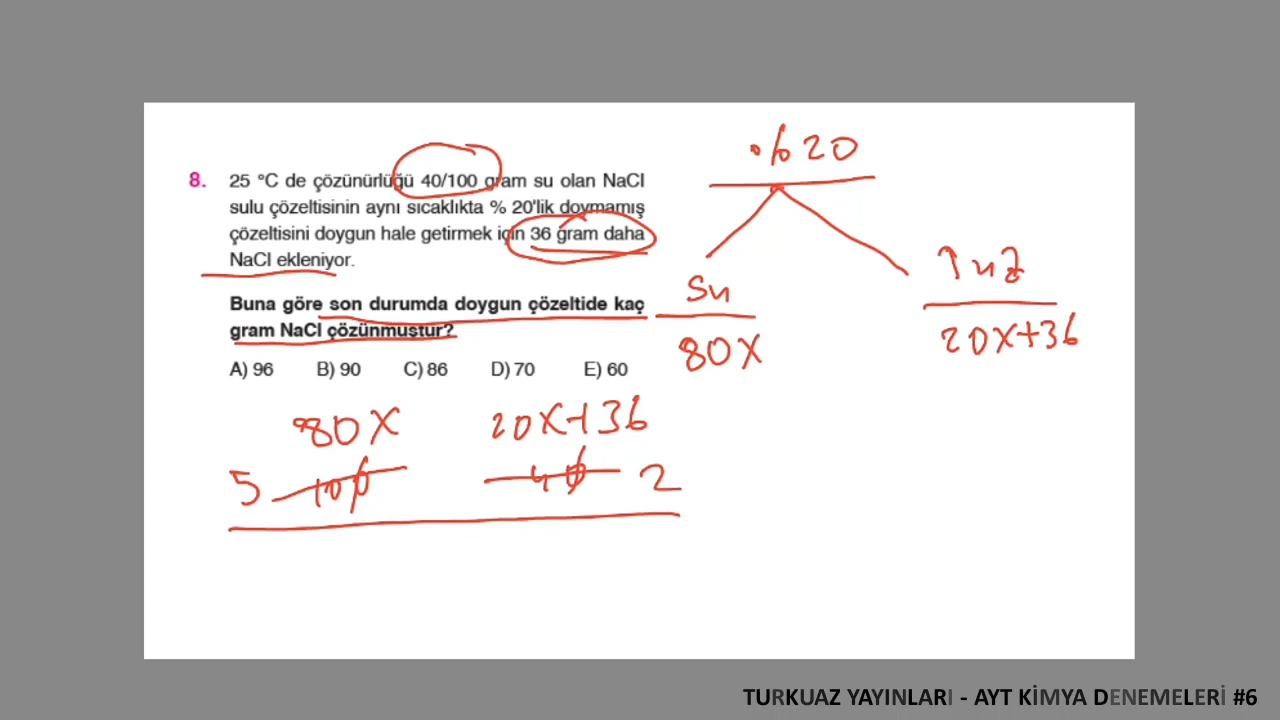 8. 25 °C de çözünürlüğü 40/100 gram su olan NaCl
sulu çözeltisinin aynı sıcaklıkta % 20'lik doymamış
çözeltisini doygun hale getirmek için 36 gram daha
NaCl ekleniyor.
Buna göre son durumda doygun çözeltide kaç
gram NaCl çözünmüştür?
A) 96 B) 90 C) 86 D) 70 E) 60
%20
Su Tuz
80X 20X+36
80X 20X+36
5 100 40 2
TURKUAZ YAYINLARI - AYT KİMYA DENEMELERİ #6